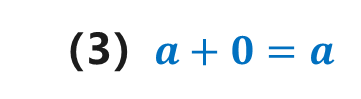 (3) a + 0 = a